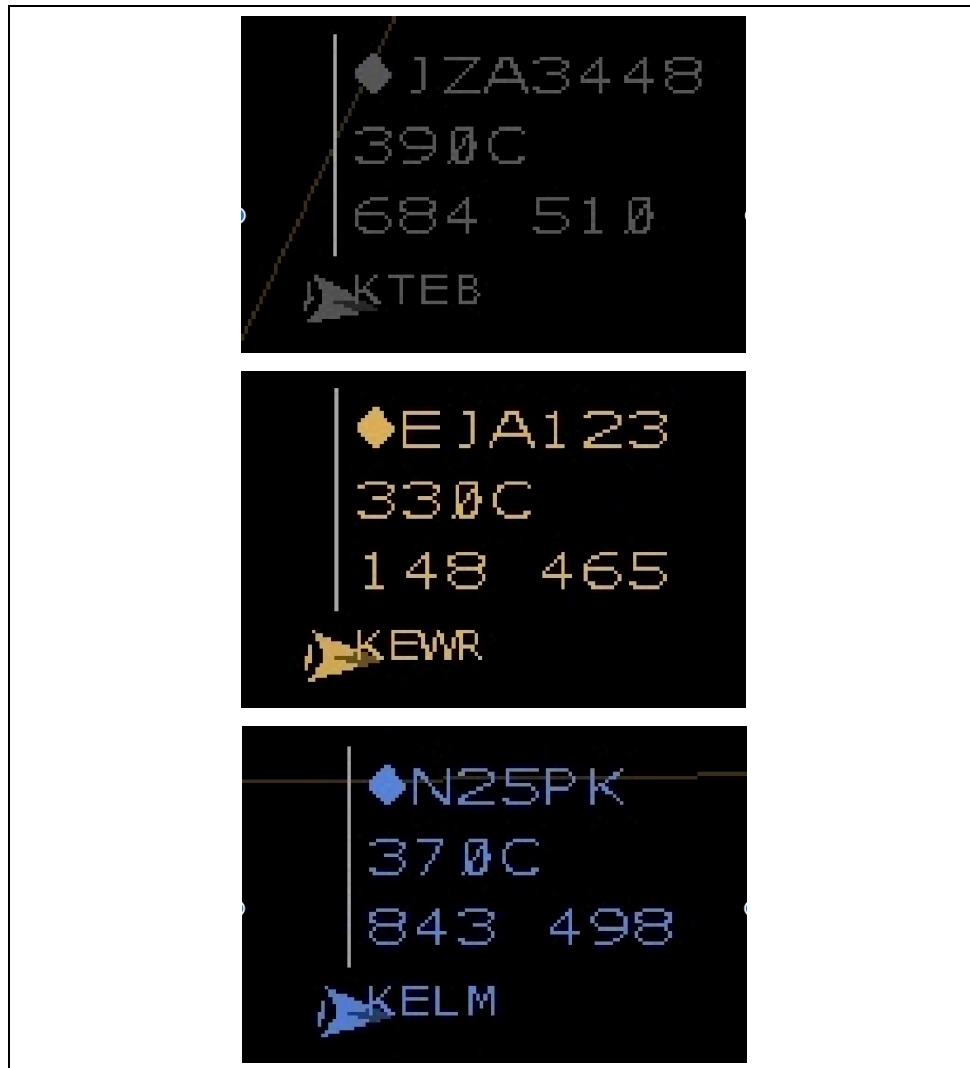 JZA3448
390C
684 510
KTEB
EJA123
330C
148 465
KEWR
N25PK
370C
843 498
KELM